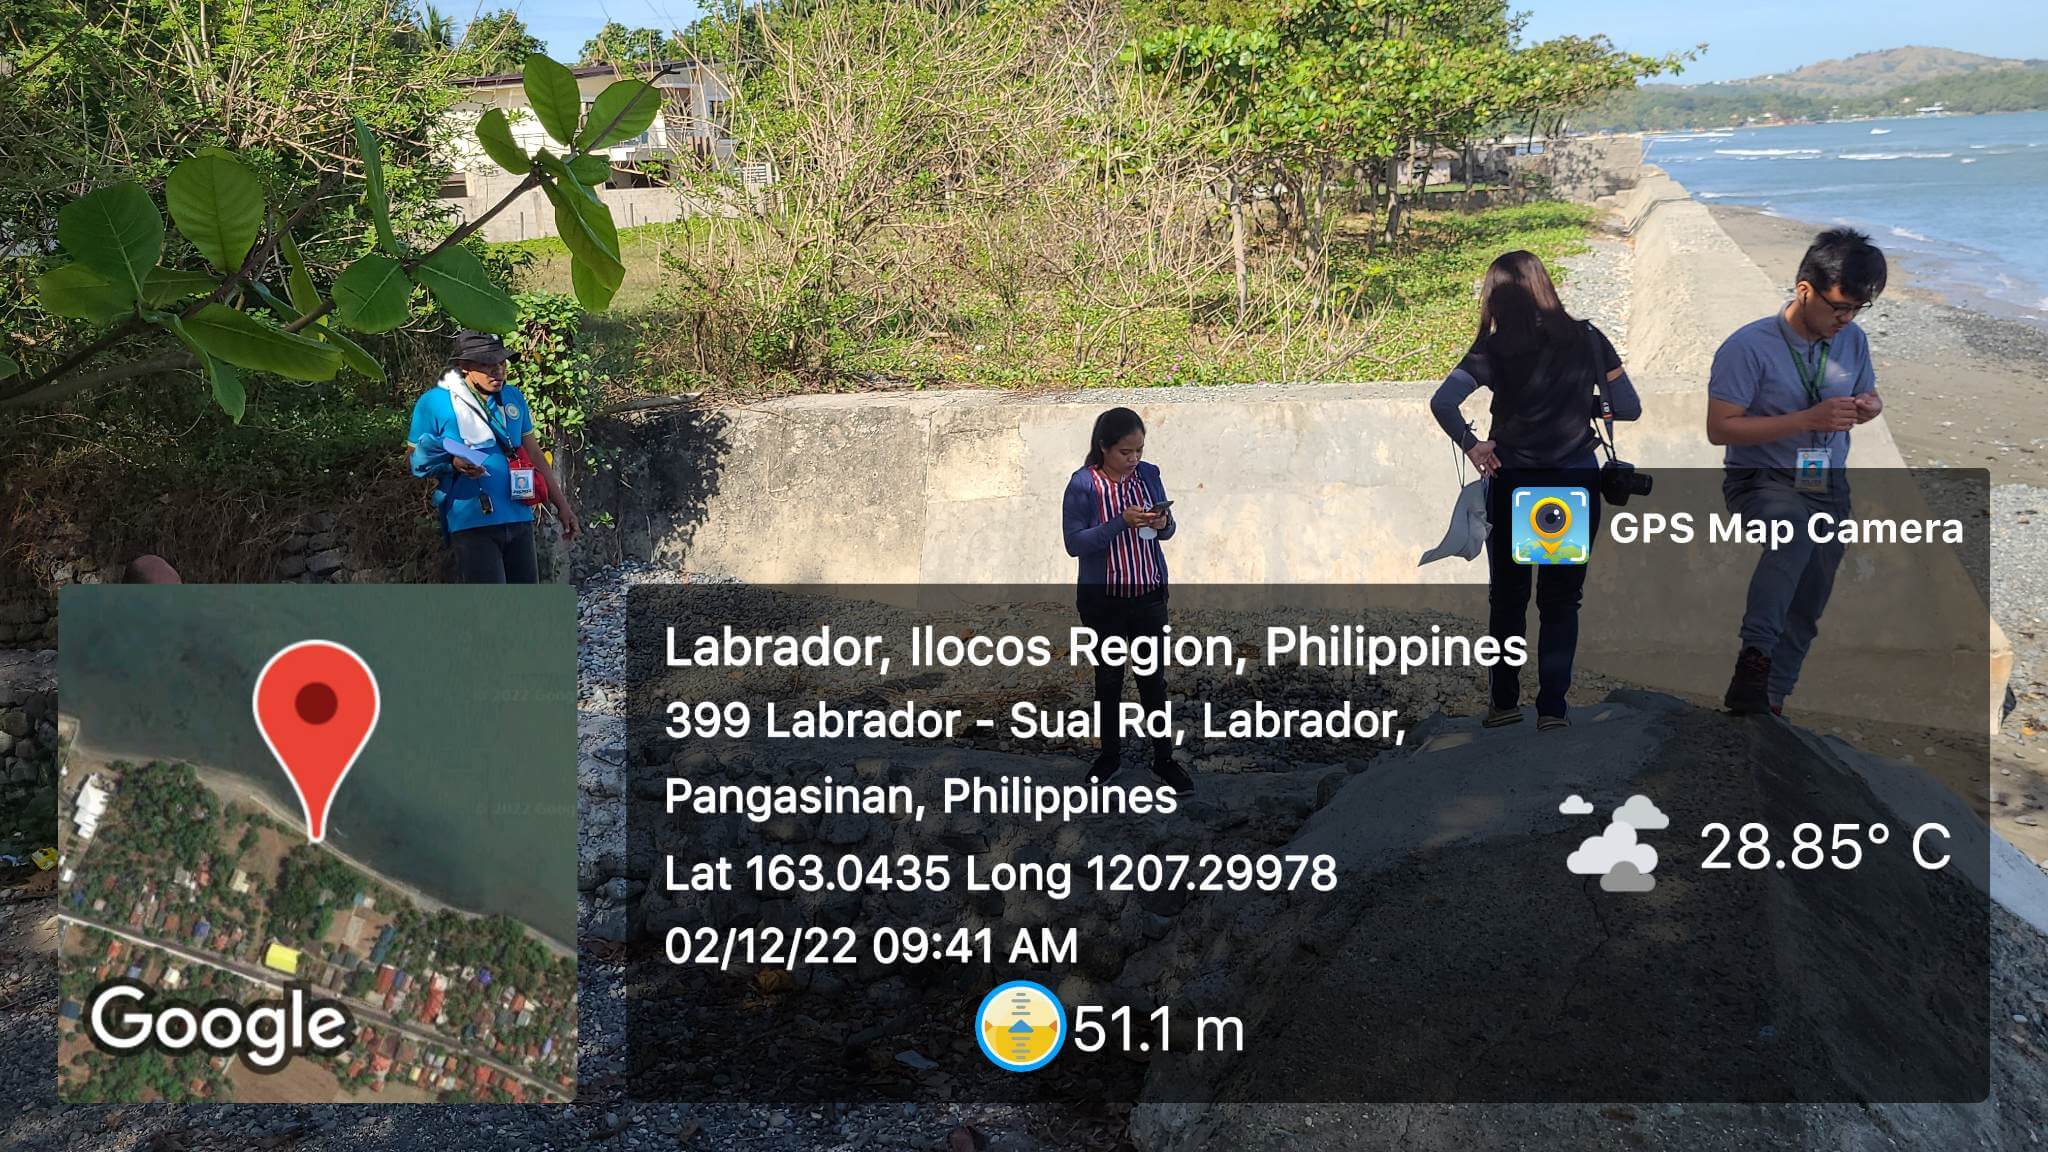 GPS Map Camera
Labrador, Ilocos Region, Philippines
399 Labrador - Sual Rd, Labrador,
Pangasinan, Philippines
Lat 163.0435 Long 1207.29978
02/12/22 09:41 AM
28.85° C
51.1 m
Google